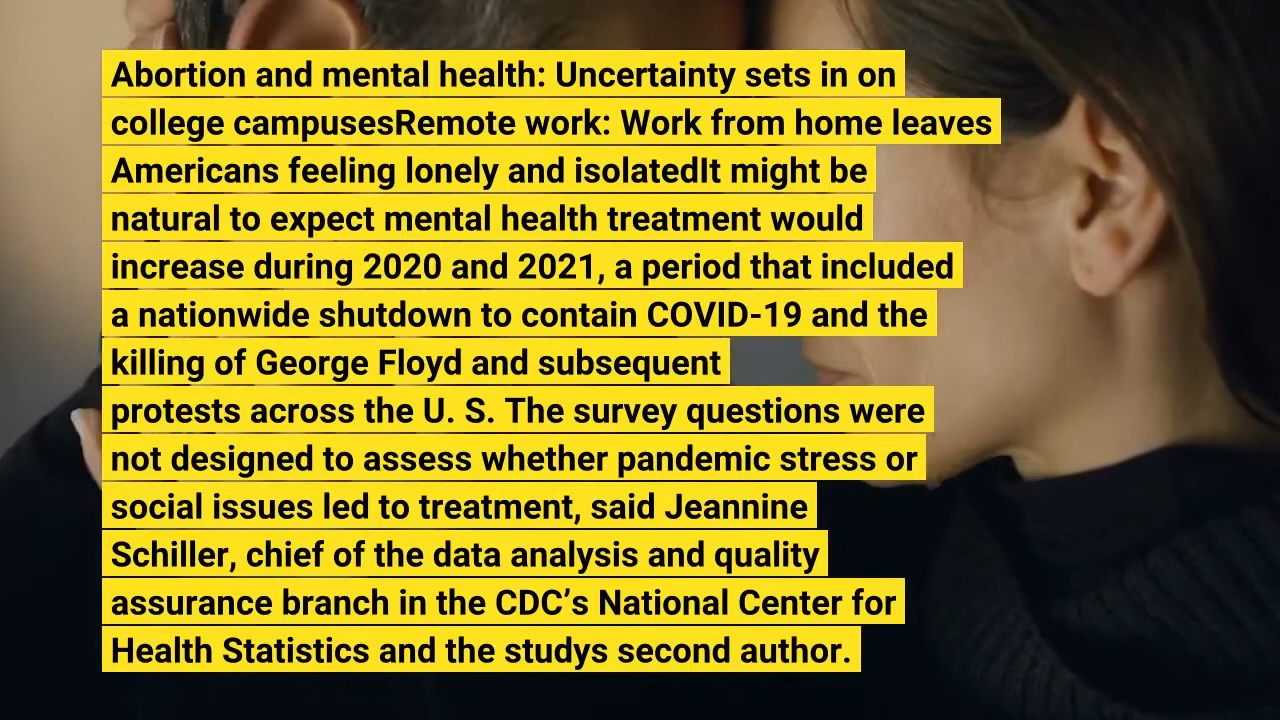 Abortion and mental health: Uncertainty sets in on
college campusesRemote work: Work from home leaves
Americans feeling lonely and isolatedIt might be
natural to expect mental health treatment would
increase during 2020 and 2021, a period that included
a nationwide shutdown to contain COVID-19 and the
killing of George Floyd and subsequent
protests across the U. S. The survey questions were
not designed to assess whether pandemic stress or
social issues led to treatment, said Jeannine
Schiller, chief of the data analysis and quality
assurance branch in the CDC’s National Center for
Health Statistics and the studys second author.